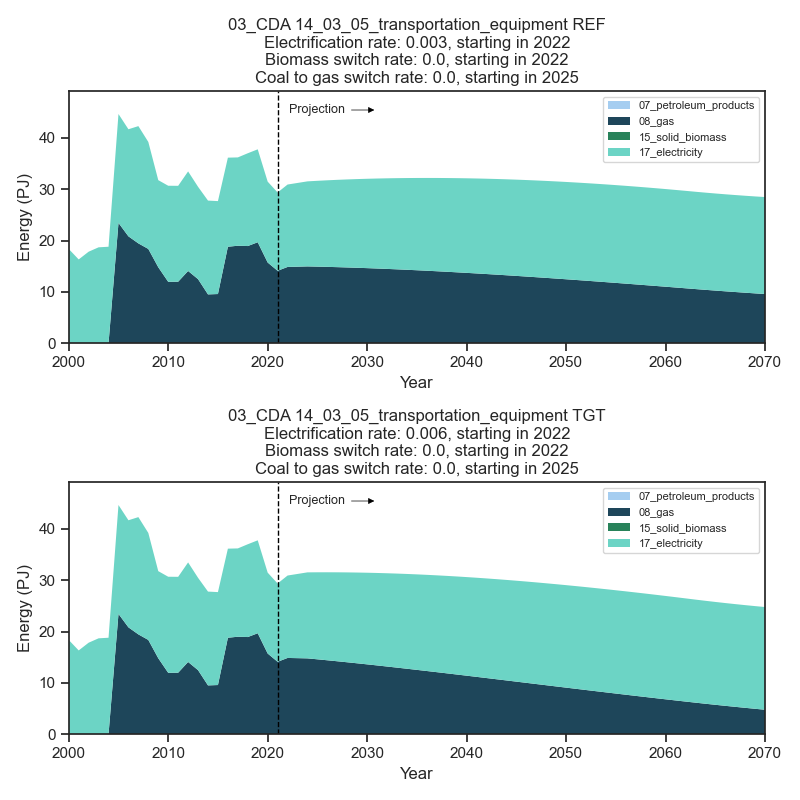 03_CDA 14_03_05_transportation_equipment REF
Electrification rate: 0.003, starting in 2022
Biomass switch rate: 0.0, starting in 2022
Coal to gas switch rate: 0.0, starting in 2025
Projection
07_petroleum_products
08_gas
15_solid_biomass
17_electricity
Energy (PJ)
40
30
20
10
0
2000 2010 2020 2030 2040 2050 2060 2070
Year
03_CDA 14_03_05_transportation_equipment TGT
Electrification rate: 0.006, starting in 2022
Biomass switch rate: 0.0, starting in 2022
Coal to gas switch rate: 0.0, starting in 2025
Projection
07_petroleum_products
08_gas
15_solid_biomass
17_electricity
Energy (PJ)
40
30
20
10
0
2000 2010 2020 2030 2040 2050 2060 2070
Year